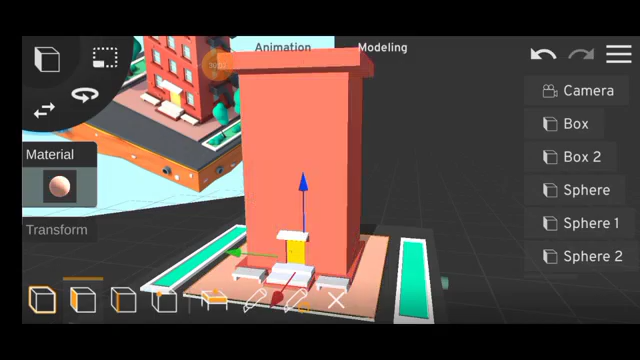 Animation
Modeling
Camera
Box
Material
Box 2
Sphere
Transform
Sphere 1
Sphere 2